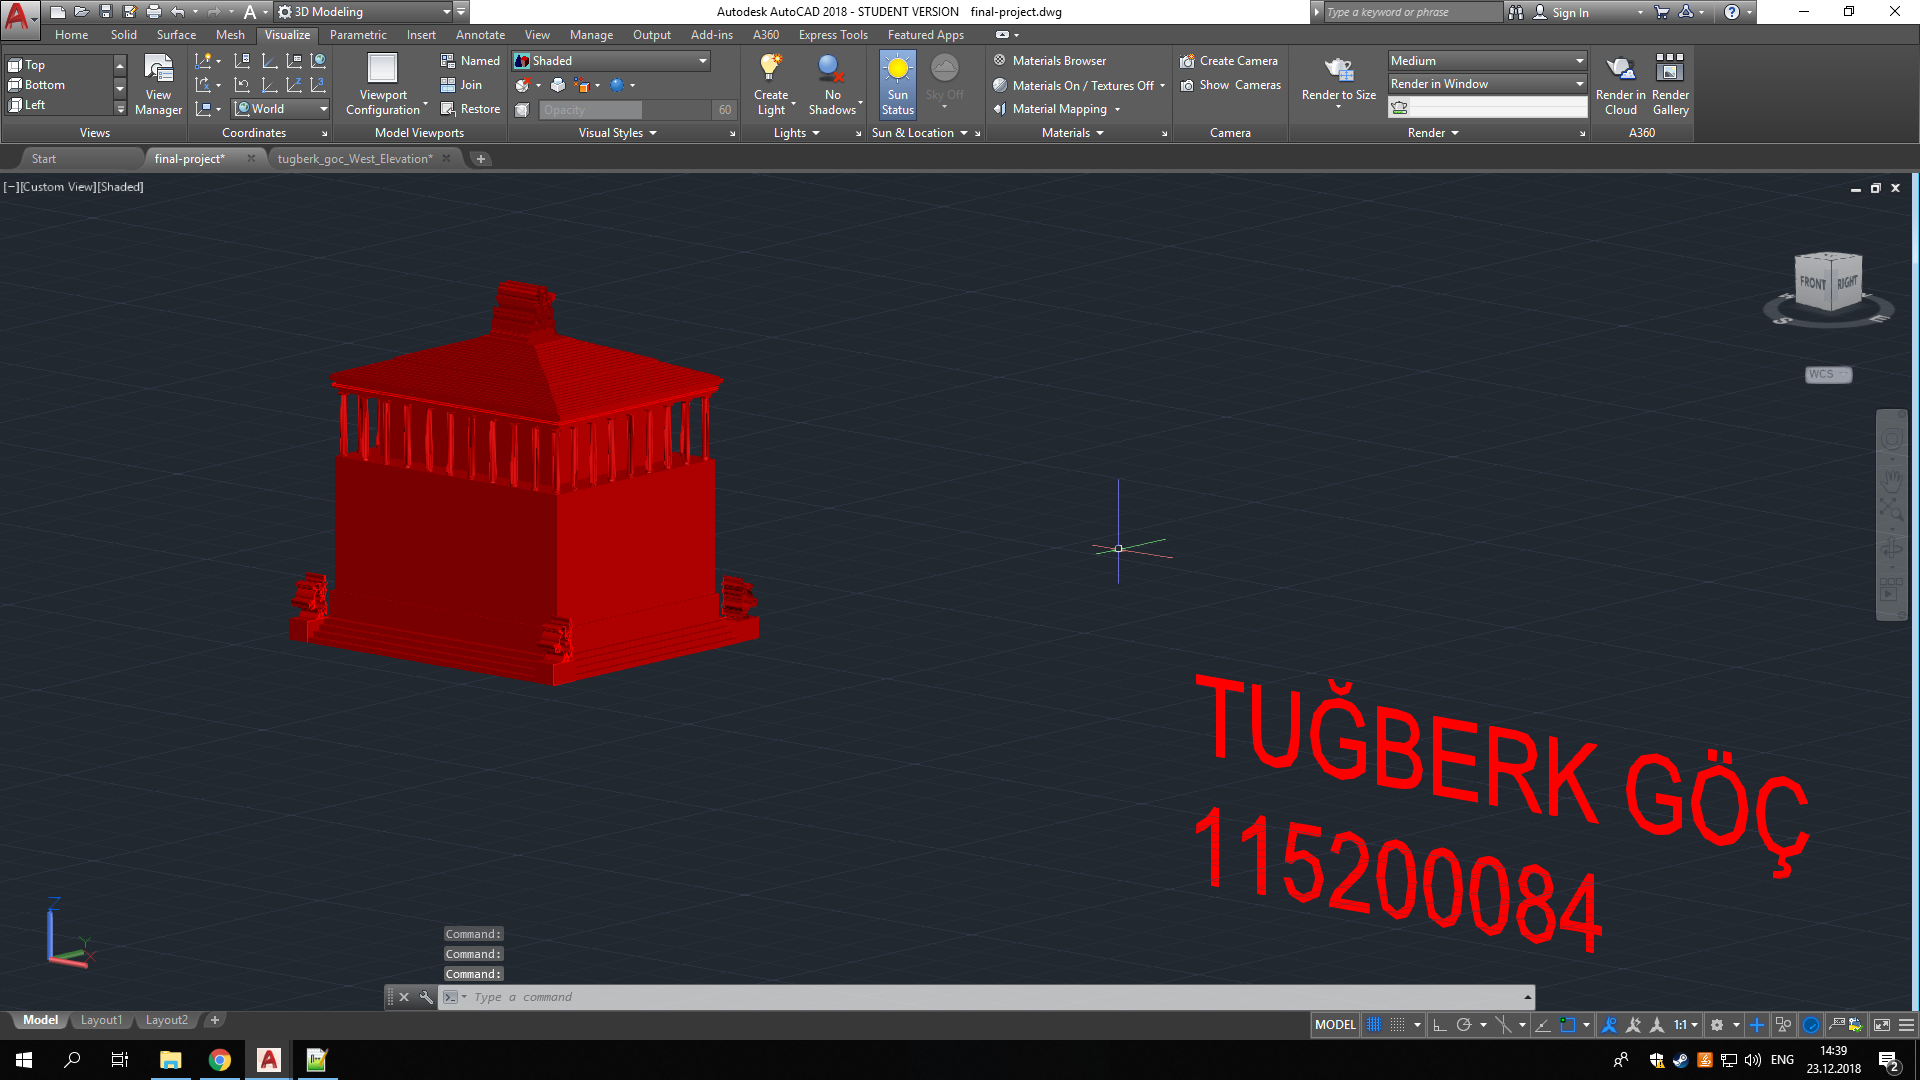 3D Modeling
Autodesk AutoCAD 2018 - STUDENT VERSION final-project.dwg
Type a keyword or phrase
Sign In
Home Solid Surface Mesh Visualize Parametric Insert Annotate View Manage Output Add-ins A360 Express Tools Featured Apps
Top
Bottom
Left
View
Manager
Views
World
Coordinates
Viewport
Configuration
Named
Join
Restore
Model Viewports
Shaded
Opacity 60
Visual Styles
Create
Light
No
Shadows
Lights
Sun
Status
Sky Off
Sun & Location
Materials Browser
Materials On / Textures Off
Material Mapping
Materials
Create Camera
Show Cameras
Camera
Render to Size
Medium
Render in Window
Render
Render in
Cloud
Render
Gallery
A360
Start final-project* tugberk_goc_West_Elevation*
[−][Custom View][Shaded]
FRONT RIGHT
S E
WCS
TUĞBERK GÖÇ
115200084
Z
Y
X
Command:
Command:
Command:
Type a command
Model Layout1 Layout2
MODEL 1:1
ENG
14:39
23.12.2018
2